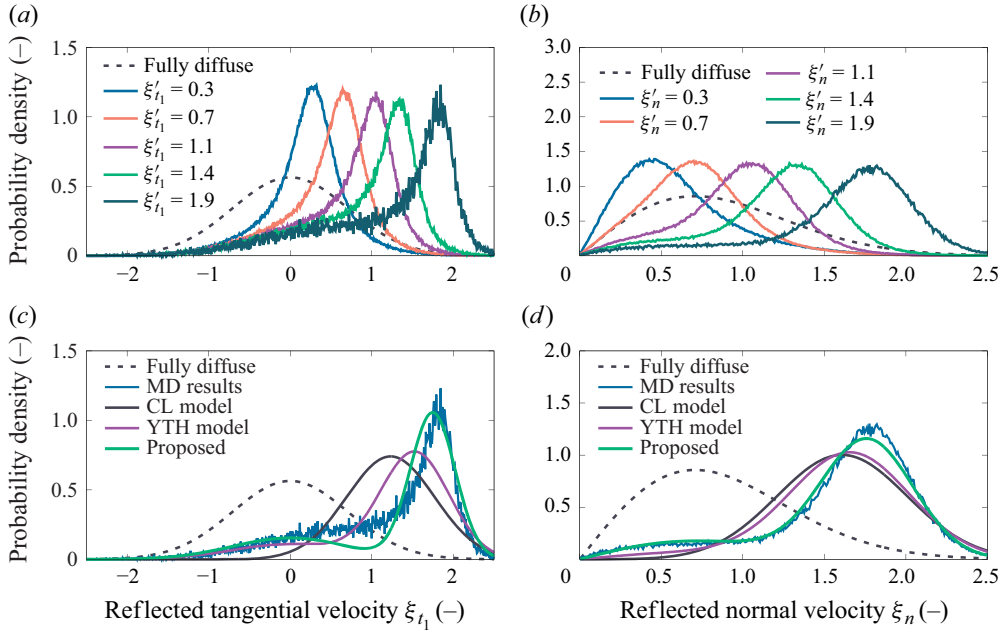 (a)
Probability density (–)
1.5
1.0
0.5
0
Fully diffuse
ξ′t1 = 0.3
ξ′t1 = 0.7
ξ′t1 = 1.1
ξ′t1 = 1.4
ξ′t1 = 1.9
−2 −1 0 1 2
(b)
3.0
2.5
2.0
1.5
1.0
0.5
Fully diffuse
ξ′n = 0.3
ξ′n = 0.7
ξ′n = 1.1
ξ′n = 1.4
ξ′n = 1.9
0 0.5 1.0 1.5 2.0 2.5
(c)
Probability density (–)
1.5
1.0
0.5
0
Fully diffuse
MD results
CL model
YTH model
Proposed
−2 −1 0 1 2
Reflected tangential velocity ξt1 (–)
(d)
2.0
1.5
1.0
0.5
Fully diffuse
MD results
CL model
YTH model
Proposed
0 0.5 1.0 1.5 2.0 2.5
Reflected normal velocity ξn (–)